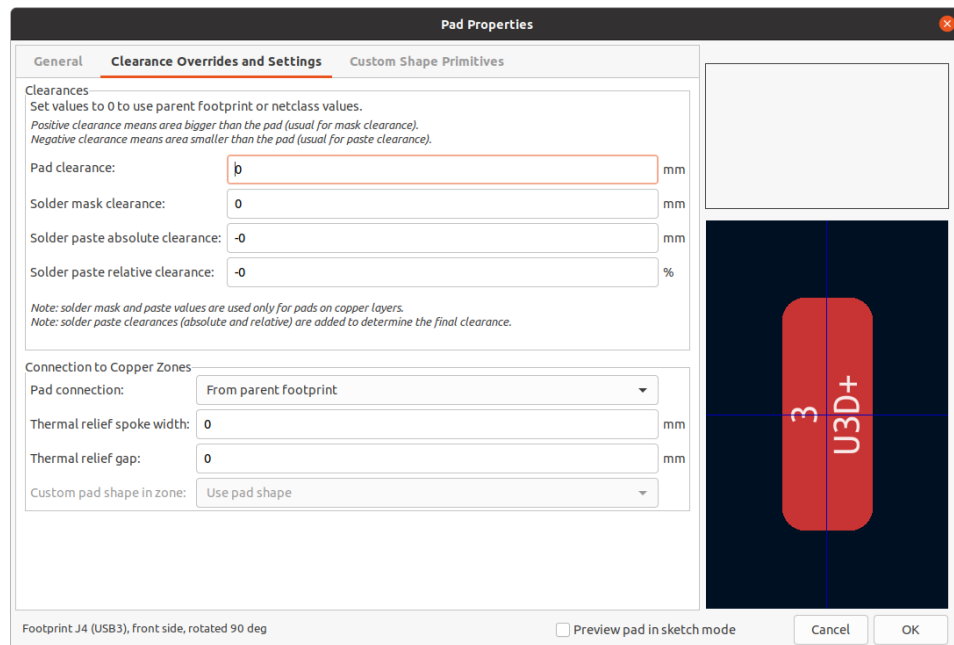 Pad Properties
General Clearance Overrides and Settings Custom Shape Primitives
Clearances
Set values to 0 to use parent footprint or netclass values.
Positive clearance means area bigger than the pad (usual for mask clearance).
Negative clearance means area smaller than the pad (usual for paste clearance).
Pad clearance: 0 mm
Solder mask clearance: 0 mm
Solder paste absolute clearance: -0 mm
Solder paste relative clearance: -0 %
Note: solder mask and paste values are used only for pads on copper layers.
Note: solder paste clearances (absolute and relative) are added to determine the final clearance.
Connection to Copper Zones
Pad connection: From parent footprint
Thermal relief spoke width: 0 mm
Thermal relief gap: 0 mm
Custom pad shape in zone: Use pad shape
3
U3D+
Footprint J4 (USB3), front side, rotated 90 deg
Preview pad in sketch mode
Cancel
OK